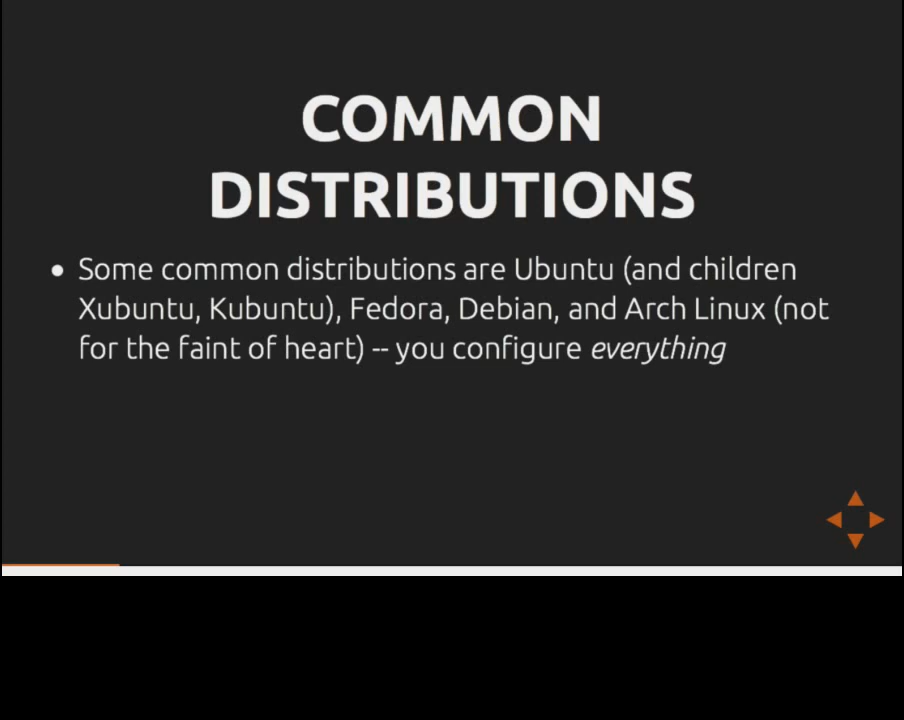 COMMON
DISTRIBUTIONS
• Some common distributions are Ubuntu (and children
Xubuntu, Kubuntu), Fedora, Debian, and Arch Linux (not
for the faint of heart) -- you configure everything